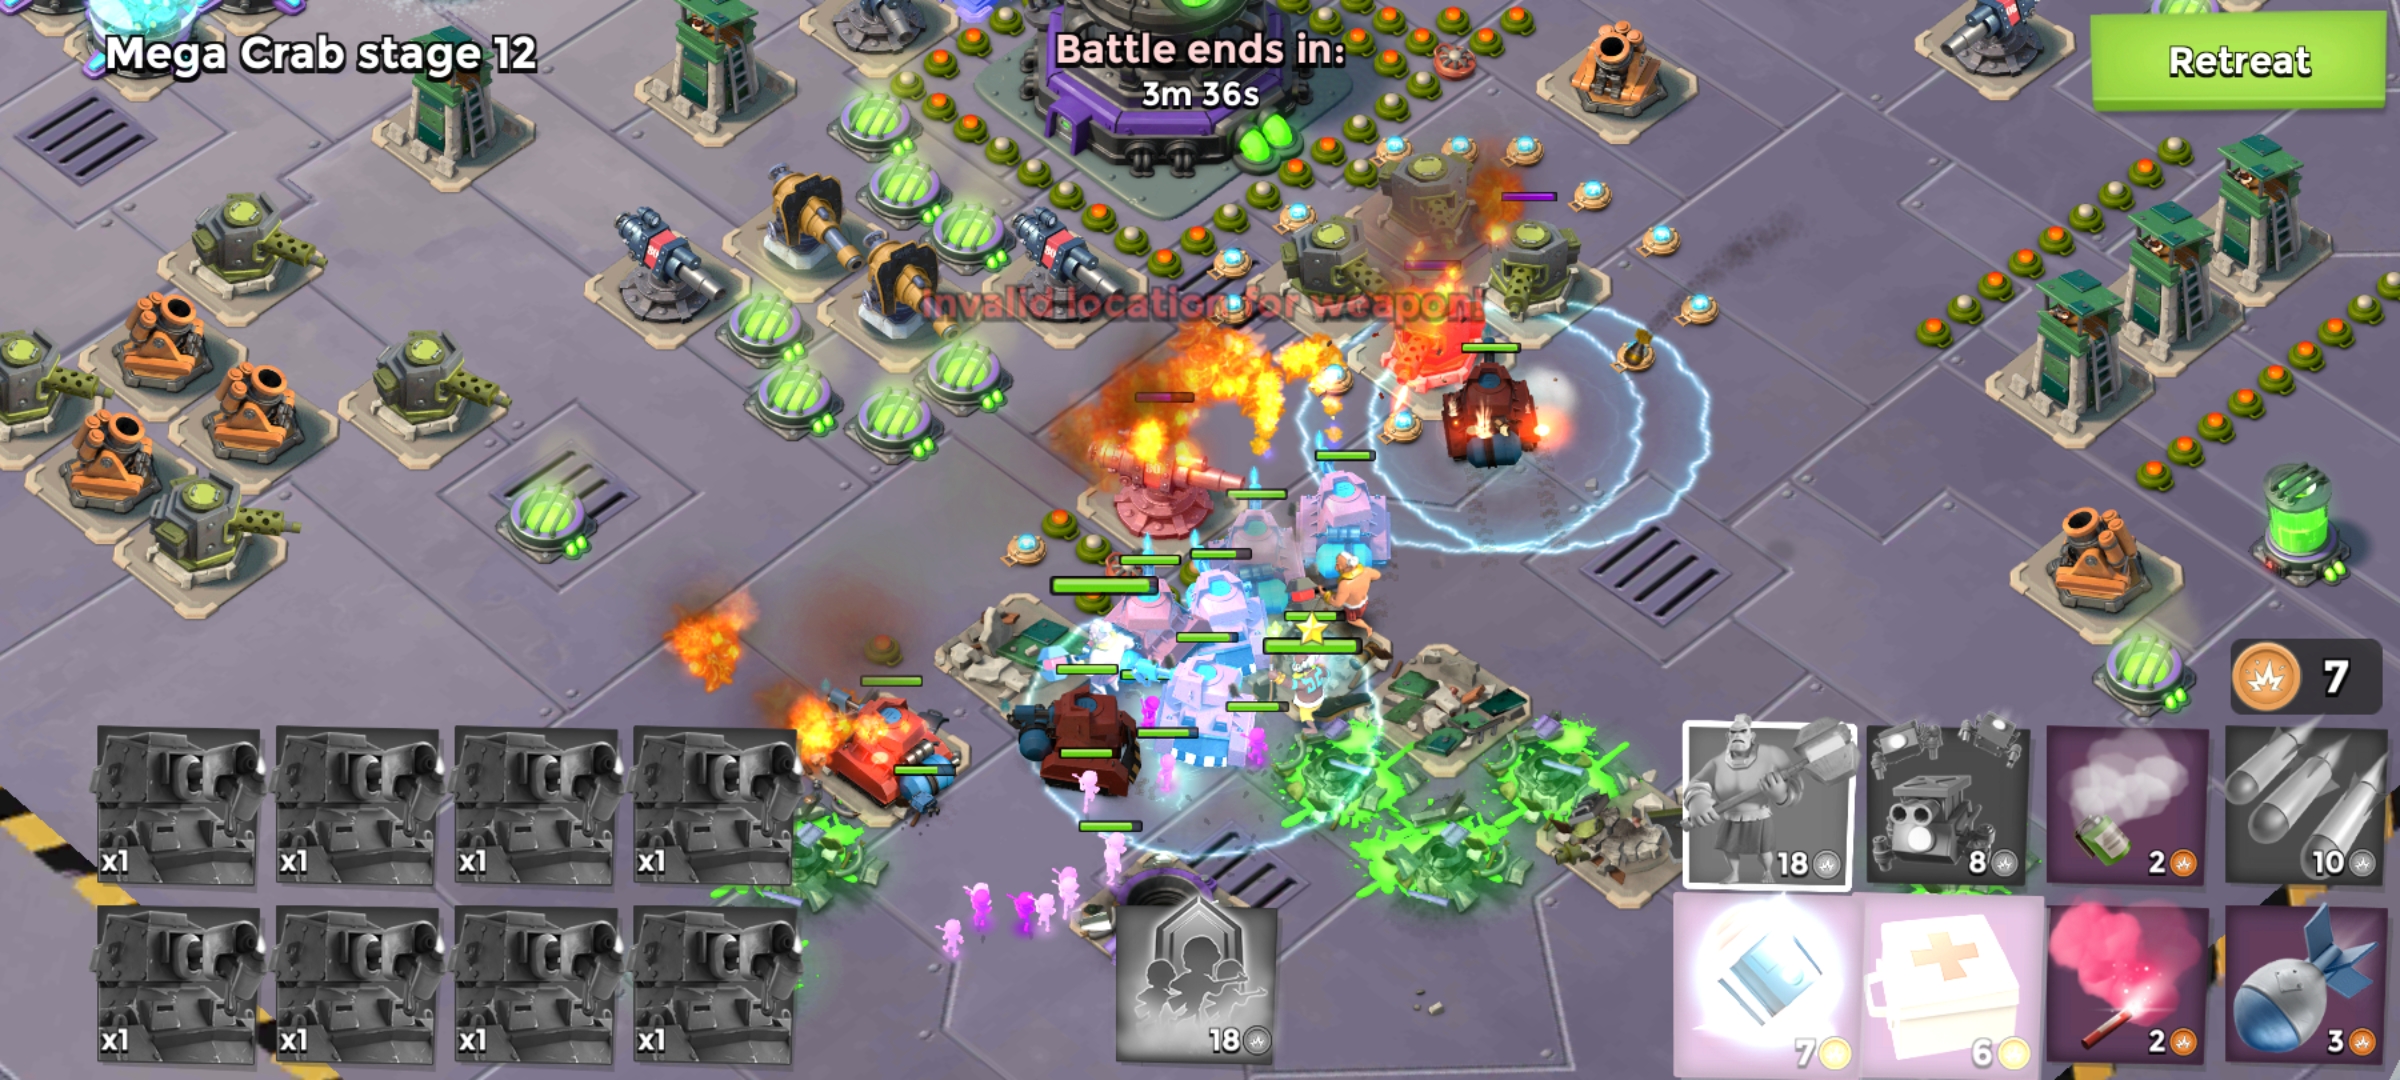 Mega Crab stage 12
Battle ends in:
3m 36s
Retreat
invalid location for weapon!
7
x1
x1
x1
x1
18
8
2
10
x1
x1
x1
x1
18
7
6
2
3